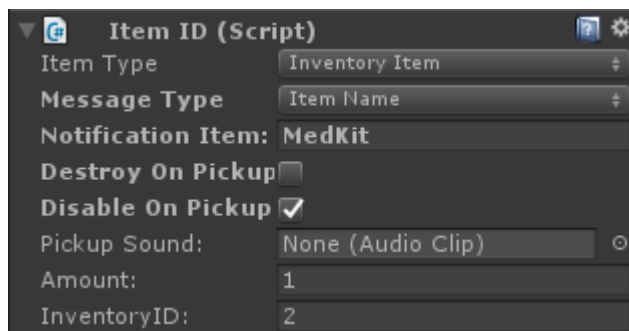 Item ID (Script)
Item Type Inventory Item
Message Type Item Name
Notification Item: MedKit
Destroy On Pickup
Disable On Pickup
Pickup Sound: None (Audio Clip)
Amount: 1
InventoryID: 2